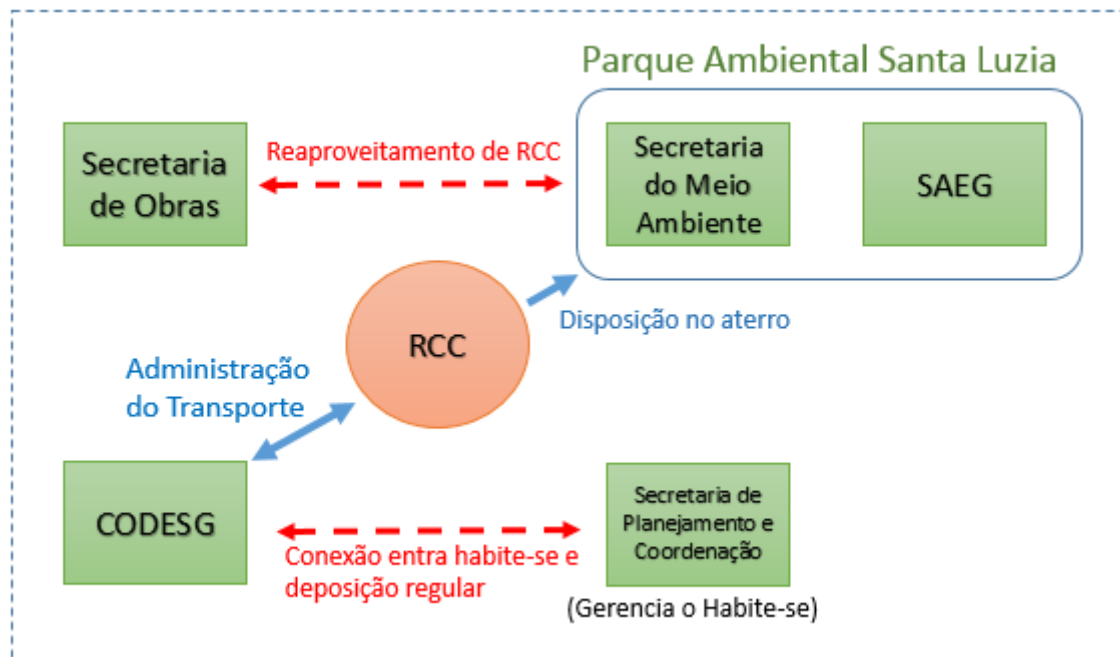 Parque Ambiental Santa Luzia
Secretaria
de Obras
Reaproveitamento de RCC
Secretaria
do Meio
Ambiente
SAEG
RCC
Disposição no aterro
Administração
do Transporte
CODESG
Conexão entra habite-se e
deposição regular
Secretaria de
Planejamento e
Coordenação
(Gerencia o Habite-se)